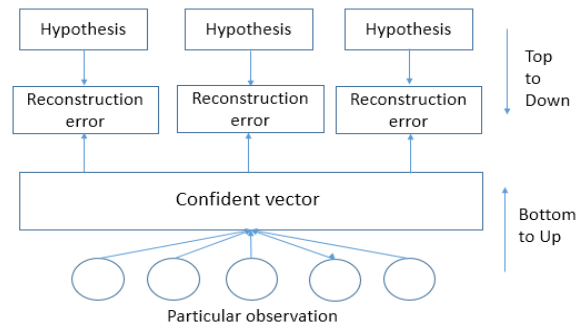 Hypothesis
Hypothesis
Hypothesis
Reconstruction
error
Reconstruction
error
Reconstruction
error
Top
to
Down
Confident vector
Bottom
to Up
Particular observation